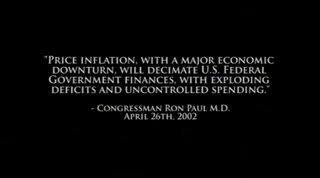 "Price inflation, with a major economic
downturn, will decimate U.S. Federal
Government finances, with exploding
deficits and uncontrolled spending."
- Congressman Ron Paul M.D.
April 26th, 2002